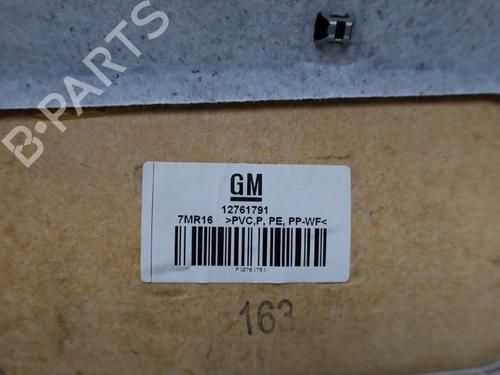 B-PARTS
GM
12761791
7MR16 >PVC,P, PE, PP-WF<
P12761791
163